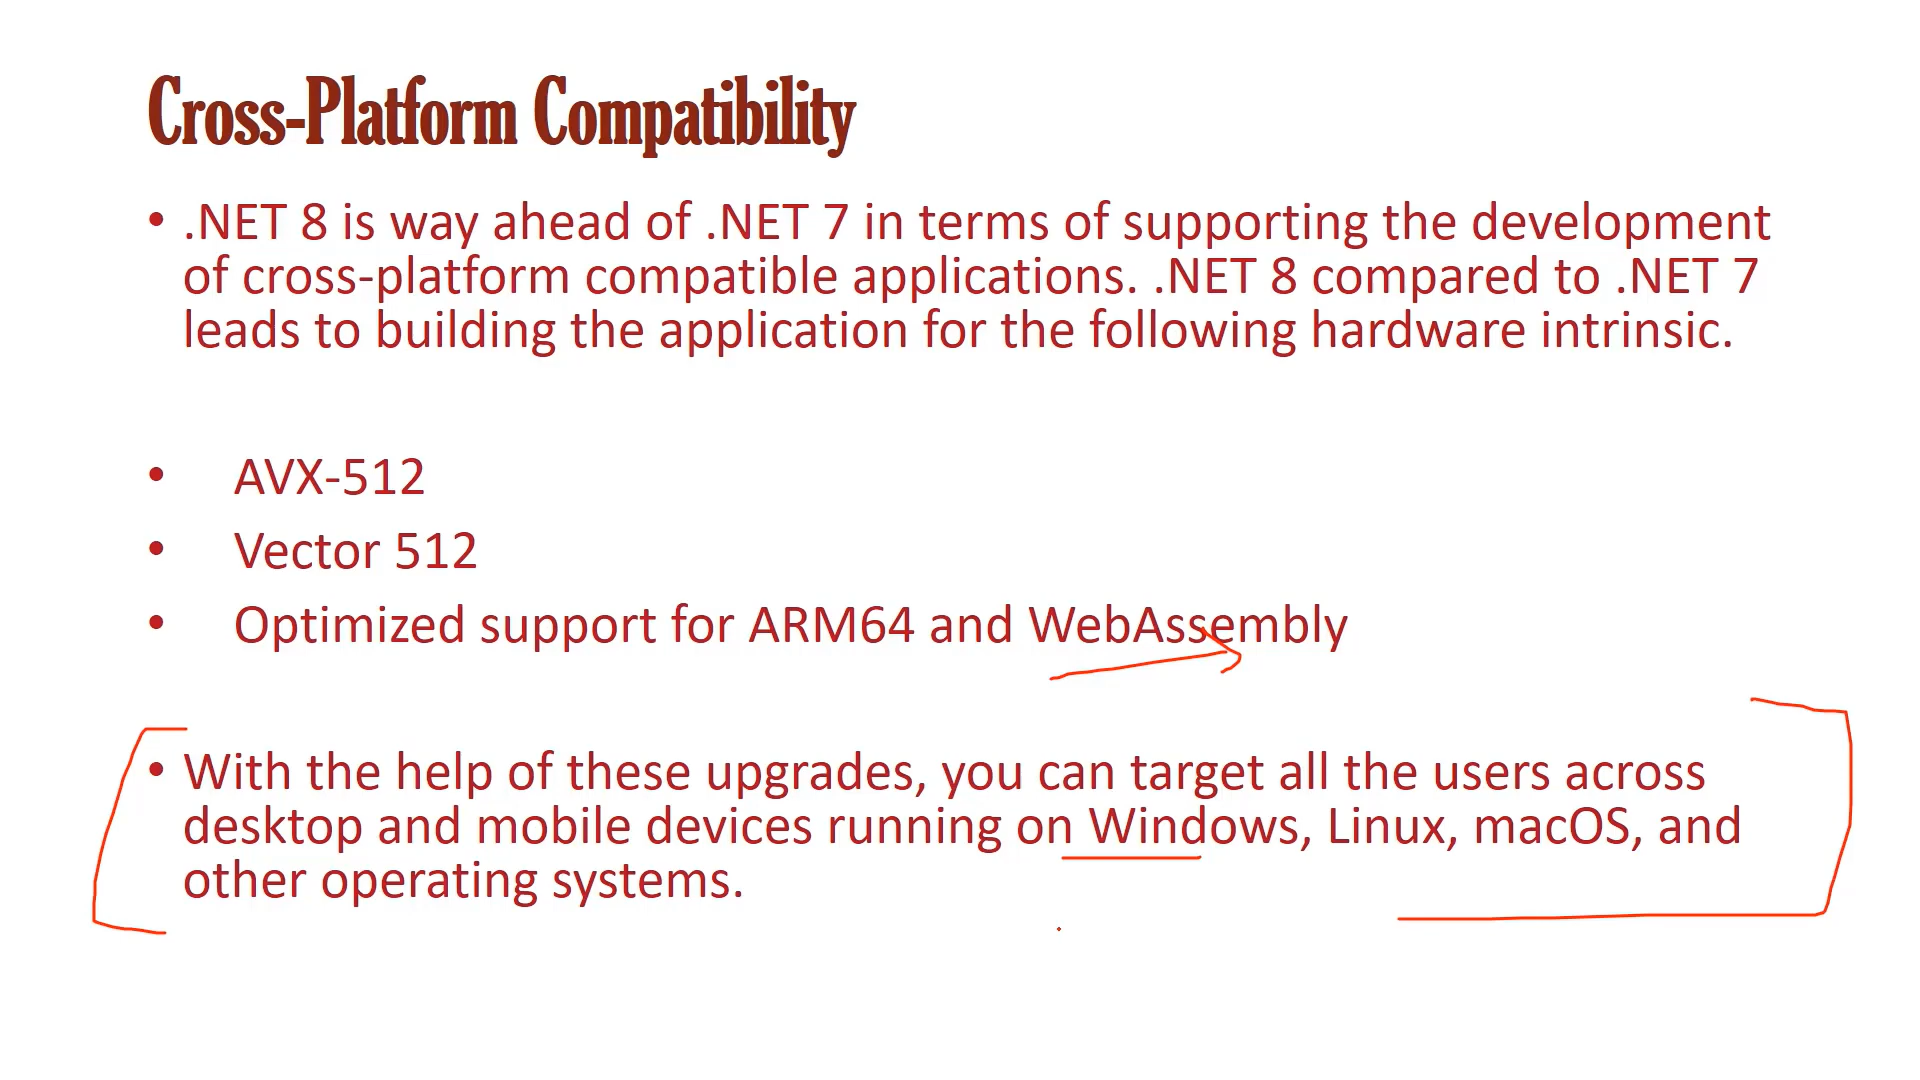 Cross-Platform Compatibility
• .NET 8 is way ahead of .NET 7 in terms of supporting the development
of cross-platform compatible applications. .NET 8 compared to .NET 7
leads to building the application for the following hardware intrinsic.
• AVX-512
• Vector 512
• Optimized support for ARM64 and WebAssembly
• With the help of these upgrades, you can target all the users across
desktop and mobile devices running on Windows, Linux, macOS, and
other operating systems.